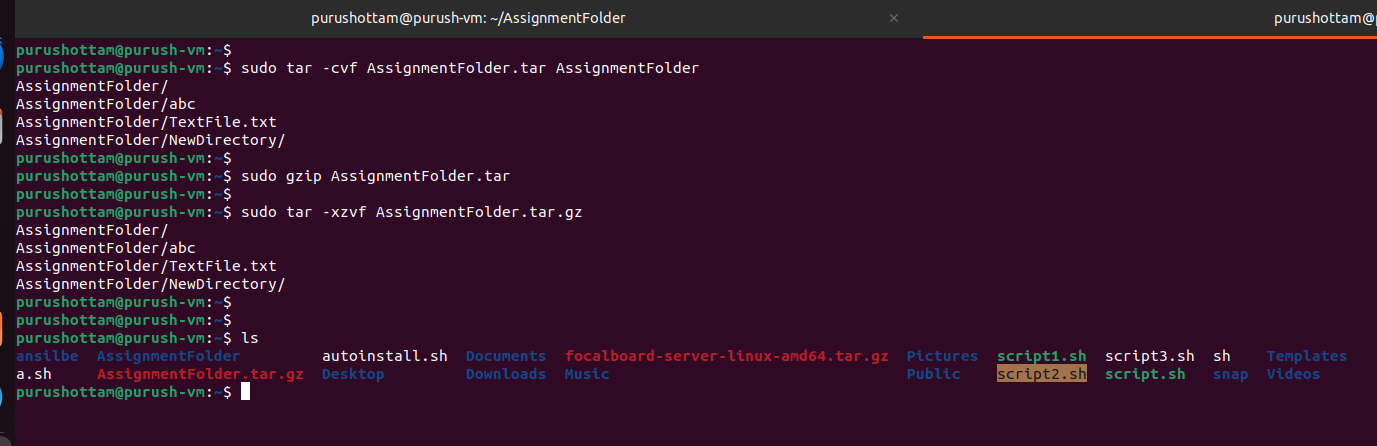 purushottam@purush-vm: ~/AssignmentFolder × purushottam@p
purushottam@purush-vm:~$
purushottam@purush-vm:~$ sudo tar -cvf AssignmentFolder.tar AssignmentFolder
AssignmentFolder/
AssignmentFolder/abc
AssignmentFolder/TextFile.txt
AssignmentFolder/NewDirectory/
purushottam@purush-vm:~$
purushottam@purush-vm:~$ sudo gzip AssignmentFolder.tar
purushottam@purush-vm:~$
purushottam@purush-vm:~$ sudo tar -xzvf AssignmentFolder.tar.gz
AssignmentFolder/
AssignmentFolder/abc
AssignmentFolder/TextFile.txt
AssignmentFolder/NewDirectory/
purushottam@purush-vm:~$
purushottam@purush-vm:~$
purushottam@purush-vm:~$ ls
ansilbe AssignmentFolder autoinstall.sh Documents focalboard-server-linux-amd64.tar.gz Pictures script1.sh script3.sh sh Templates
a.sh AssignmentFolder.tar.gz Desktop Downloads Music Public script2.sh script.sh snap Videos
purushottam@purush-vm:~$